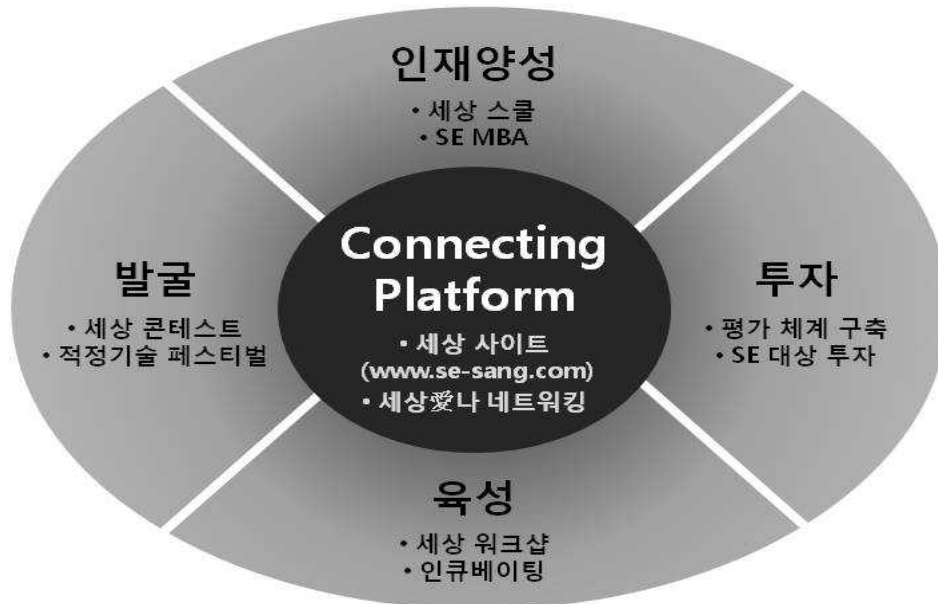 인재양성
• 세상 스쿨
• SE MBA
발굴
• 세상 콘테스트
• 적정기술 페스티벌
Connecting
Platform
• 세상 사이트
(www.se-sang.com)
• 세상愛나 네트워킹
투자
• 평가 체계 구축
• SE 대상 투자
육성
• 세상 워크샵
• 인큐베이팅